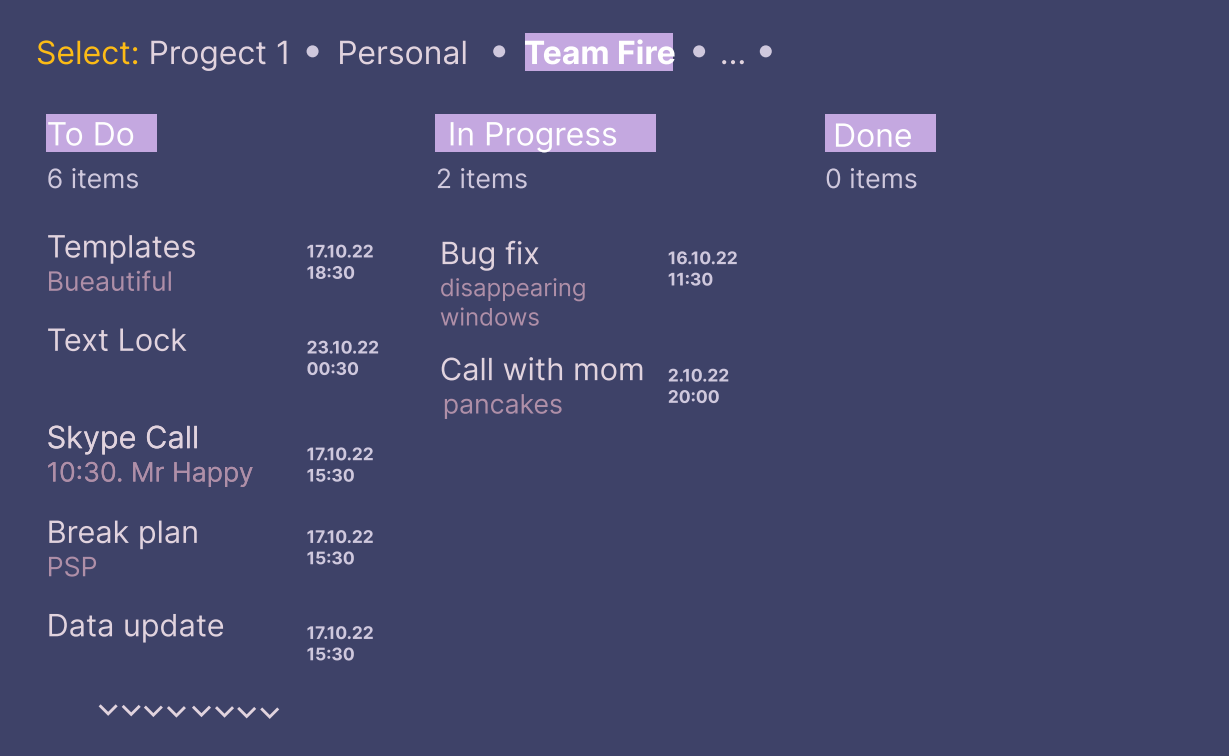 Select: Progect 1 • Personal • Team Fire • ... •
To Do
6 items
Templates
Bueautiful
17.10.22
18:30
Text Lock
23.10.22
00:30
Skype Call
10:30. Mr Happy
17.10.22
15:30
Break plan
PSP
17.10.22
15:30
Data update
17.10.22
15:30
In Progress
2 items
Bug fix
disappearing
windows
16.10.22
11:30
Call with mom
pancakes
2.10.22
20:00
Done
0 items